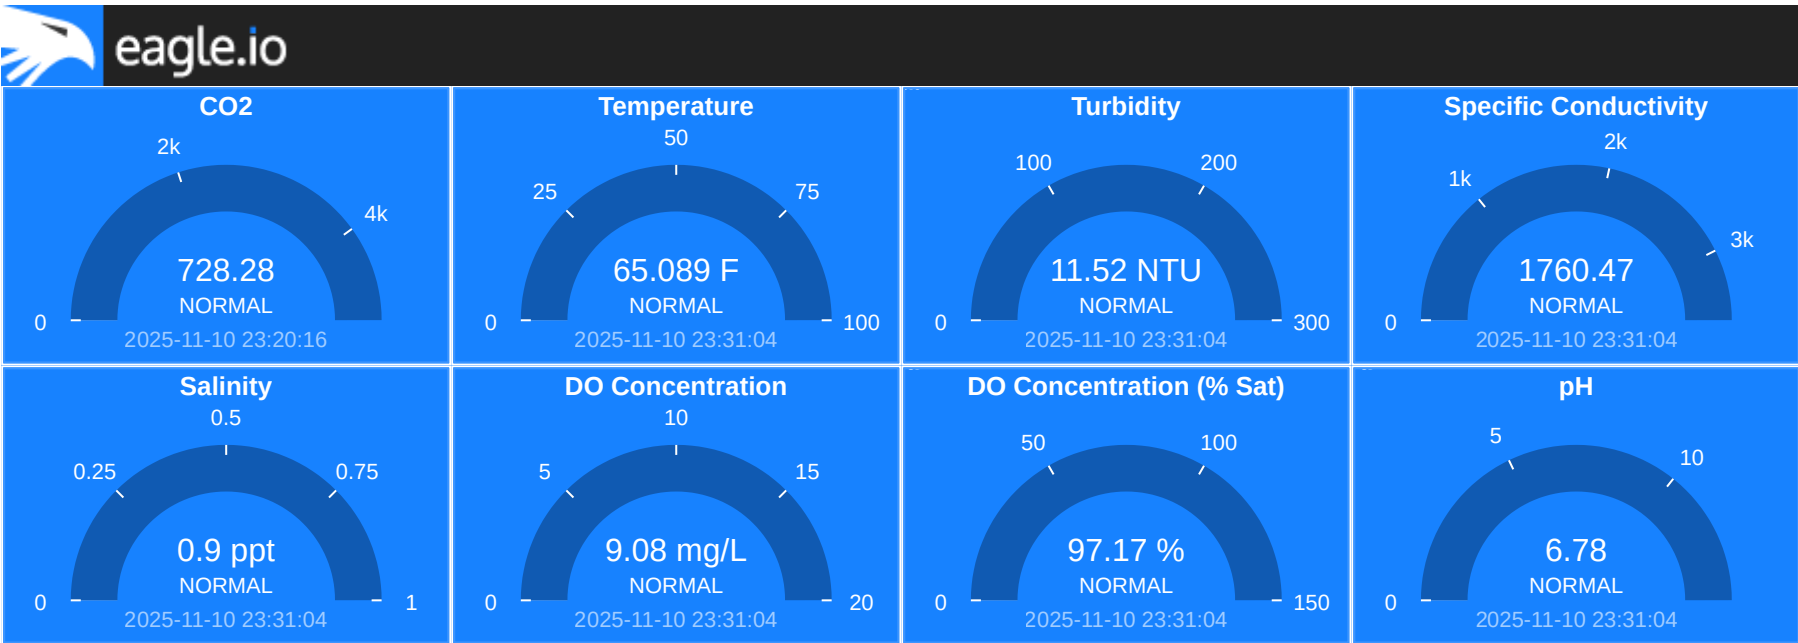 eagle.io
CO2
2k
4k
0
728.28
NORMAL
2025-11-10 23:20:16
Temperature
50
25
75
0
100
65.089 F
NORMAL
2025-11-10 23:31:04
Turbidity
100
200
0
300
11.52 NTU
NORMAL
2025-11-10 23:31:04
Specific Conductivity
2k
1k
3k
0
1760.47
NORMAL
2025-11-10 23:31:04
Salinity
0.5
0.25
0.75
0
1
0.9 ppt
NORMAL
2025-11-10 23:31:04
DO Concentration
10
5
15
0
20
9.08 mg/L
NORMAL
2025-11-10 23:31:04
DO Concentration (% Sat)
50
100
0
150
97.17 %
NORMAL
2025-11-10 23:31:04
pH
5
10
0
6.78
NORMAL
2025-11-10 23:31:04